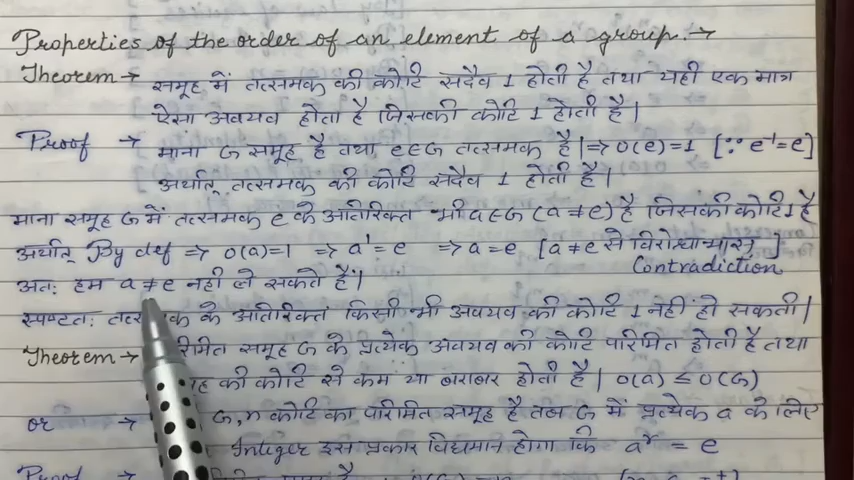 Properties of the order of an element of a group. →
Theorem → समूह में तत्समक की कोटि सदैव 1 होती है तथा यही एक मात्र
ऐसा अवयव होता है जिसकी कोटि 1 होती है।
Proof → माना G समूह है तथा e∈G तत्समक है। ⇒ O(e)=1 [∵ e¹=e]
अर्थात् तत्समक की कोटि सदैव 1 होती है।
माना समूह G में तत्समक e के अतिरिक्त भी a∈G (a≠e) है जिसकी कोटि 1 है
अर्थात् By def ⇒ O(a)=1 ⇒ a¹=e ⇒ a=e [a≠e से विरोधाभास]
Contradiction
अतः हम a≠e नहीं ले सकते हैं।
स्पष्टतः के अतिरिक्त किसी भी अवयव की कोटि 1 नहीं हो सकती।
Theorem → समूह G के प्रत्येक अवयव की कोटि परिमित होती है तथा
की कोटि से कम या बराबर होती है। O(a) ≤ O(G)
or → G, n कोटि का परिमित समूह है तब G में प्रत्येक a के लिए
Integer इस प्रकार विद्यमान होगा कि aʳ = e
Proof →